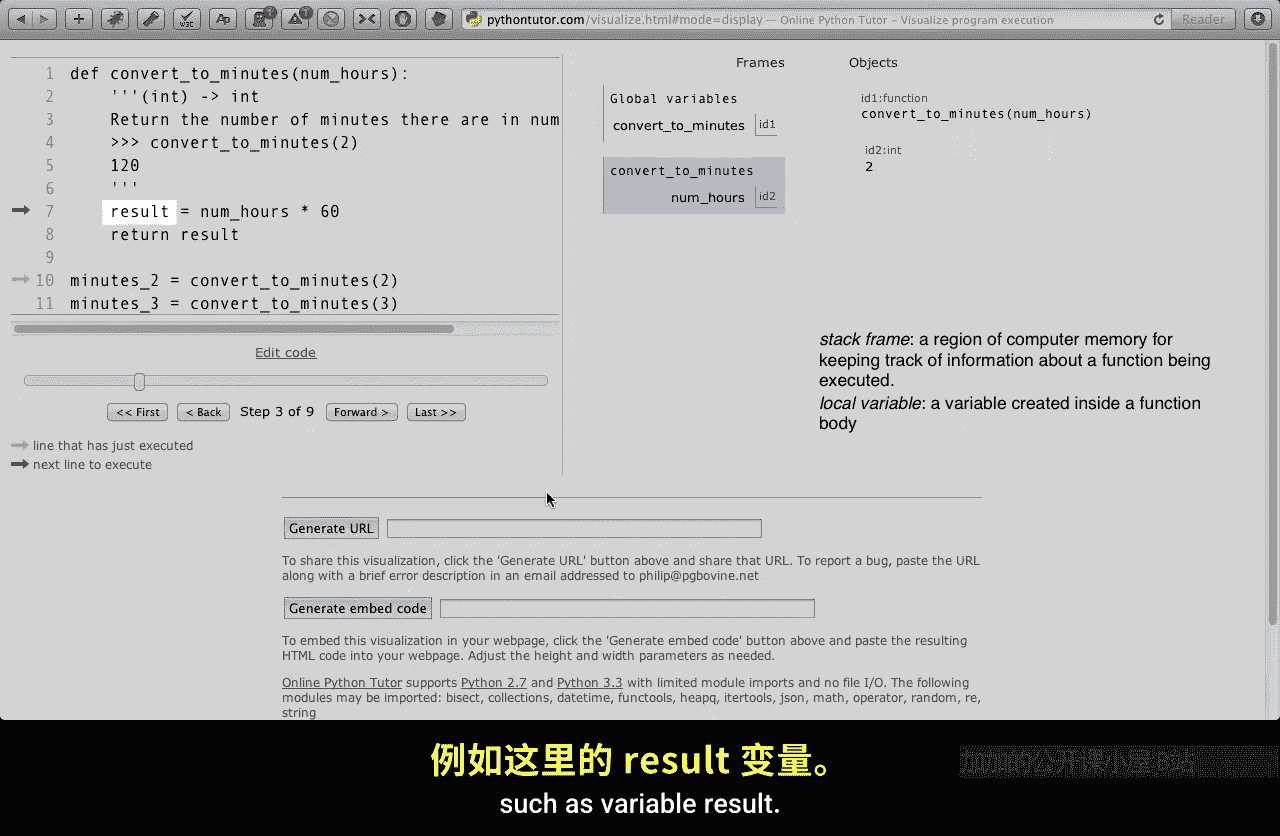 W3C
Ap
1
1
pythontutor.com/visualize.html#mode=display — Online Python Tutor – Visualize program execution
Reader
1 def convert_to_minutes(num_hours):
2 '''(int) -> int
3 Return the number of minutes there are in num
4 >>> convert_to_minutes(2)
5 120
6 '''
7 result = num_hours * 60
8 return result
9
10 minutes_2 = convert_to_minutes(2)
11 minutes_3 = convert_to_minutes(3)
Edit code
<< First
< Back
Step 3 of 9
Forward >
Last >>
line that has just executed
next line to execute
Frames
Objects
Global variables
convert_to_minutes id1
convert_to_minutes
num_hours id2
id1:function
convert_to_minutes(num_hours)
id2:int
2
stack frame: a region of computer memory for
keeping track of information about a function being
executed.
local variable: a variable created inside a function
body
Generate URL
To share this visualization, click the 'Generate URL' button above and share that URL. To report a bug, paste the URL
along with a brief error description in an email addressed to philip@pgbovine.net
Generate embed code
To embed this visualization in your webpage, click the 'Generate embed code' button above and paste the resulting
HTML code into your webpage. Adjust the height and width parameters as needed.
Online Python Tutor supports Python 2.7 and Python 3.3 with limited module imports and no file I/O. The following
modules may be imported: bisect, collections, datetime, functools, heapq, itertools, json, math, operator, random, re,
string
例如这里的 result 变量。
such as variable result.